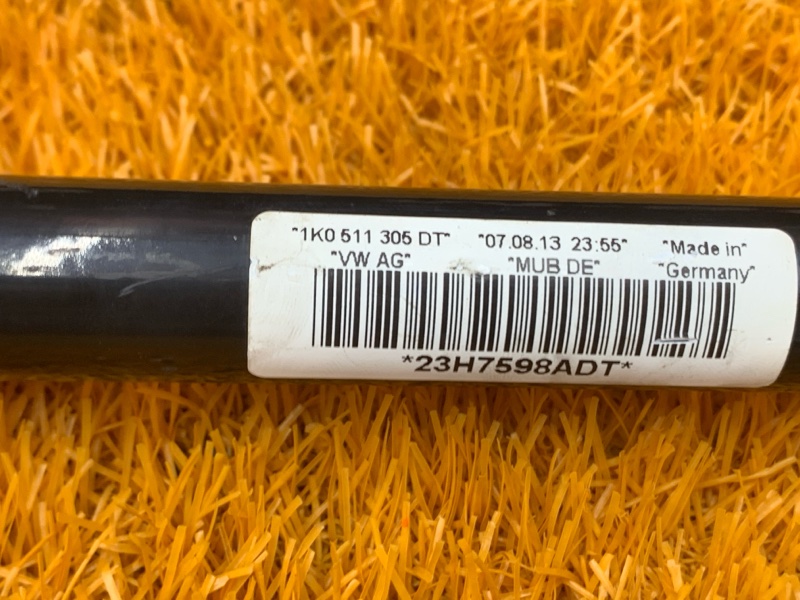 "1K0 511 305 DT" "07.08.13 23:55" "Made in"
"VW AG" "MUB DE" "Germany"
*23H7598ADT*